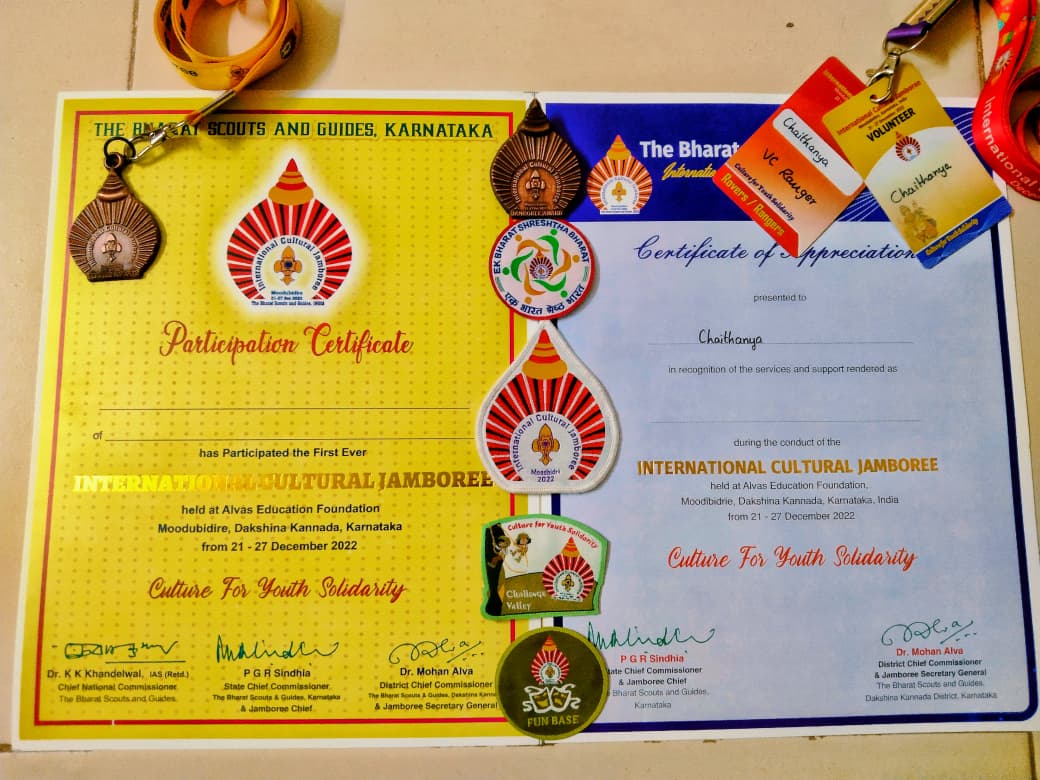 THE BHARAT SCOUTS AND GUIDES, KARNATAKA
International Cultural Jamboree
Moodubidire
21-27 Dec 2022
The Bharat Scouts and Guides, INDIA
Participation Certificate
of
has Participated the First Ever
INTERNATIONAL CULTURAL JAMBOREE
held at Alvas Education Foundation
Moodubidire, Dakshina Kannada, Karnataka
from 21 - 27 December 2022
Culture For Youth Solidarity
Dr. K K Khandelwal, IAS (Retd.)
Chief National Commissioner
The Bharat Scouts and Guides.
P G R Sindhia
State Chief Commissioner
The Bharat Scouts & Guides, Karnataka
& Jamboree Chief
Dr. Mohan Alva
District Chief Commissioner
The Bharat Scouts & Guides, Dakshina
& Jamboree Secretary General
International Cultural
EK BHARAT SHRESHTHA BHARAT
एक भारत श्रेष्ठ भारत
International Cultural Jamboree
Moodbidri
2022
Culture for Youth Solidarity
Challenge
Valley
FUN BASE
The Bharat
Certificate of Appreciation
presented to
Chaithanya
in recognition of the services and support rendered as
during the conduct of the
INTERNATIONAL CULTURAL JAMBOREE
held at Alvas Education Foundation,
Moodibidrie, Dakshina Kannada, Karnataka, India
from 21 - 27 December 2022
Culture For Youth Solidarity
P G R Sindhia
Chief Commissioner
& Jamboree Chief
Bharat Scouts and Guides,
Karnataka
Dr. Mohan Alva
District Chief Commissioner
& Jamboree Secretary General
The Bharat Scouts and Guides,
Dakshina Kannada District, Karnataka
Chaithanya
VC Ranger
Culture for Youth Solidarity
Rovers / Rangers
International Cultural Jamboree
VOLUNTEER
Chaithanya
Culture for Youth Solidarity
International